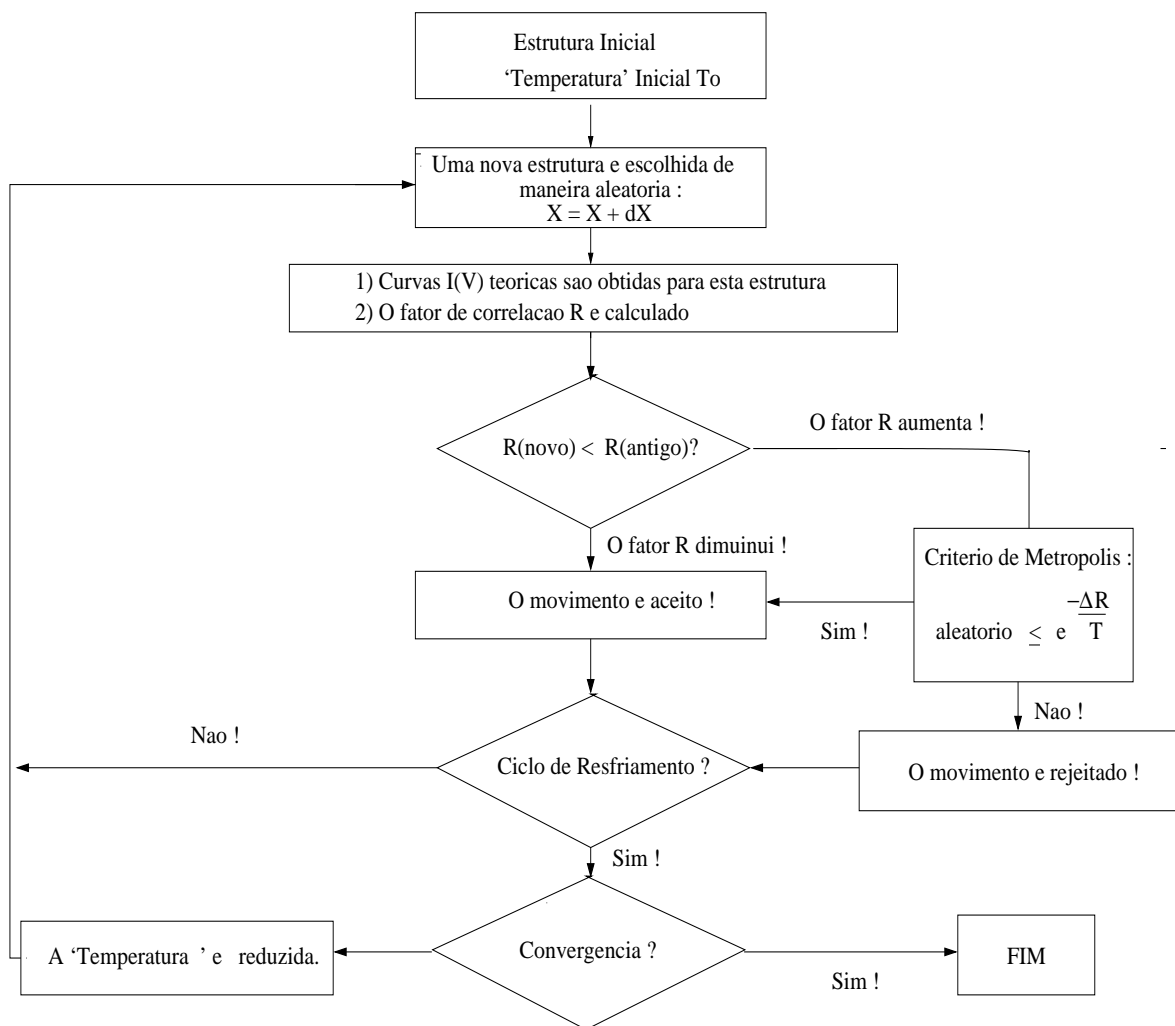 Estrutura Inicial
‘Temperatura’ Inicial To
Uma nova estrutura e escolhida de
maneira aleatoria :
X = X + dX
1) Curvas I(V) teoricas sao obtidas para esta estrutura
2) O fator de correlacao R e calculado
R(novo) < R(antigo)?
O fator R aumenta !
O fator R dimuinui !
Criterio de Metropolis :
aleatorio ≤ e −ΔR/T
O movimento e aceito !
Sim !
Nao !
O movimento e rejeitado !
Ciclo de Resfriamento ?
Nao !
Sim !
Convergencia ?
A ‘Temperatura ’ e reduzida.
Sim !
FIM